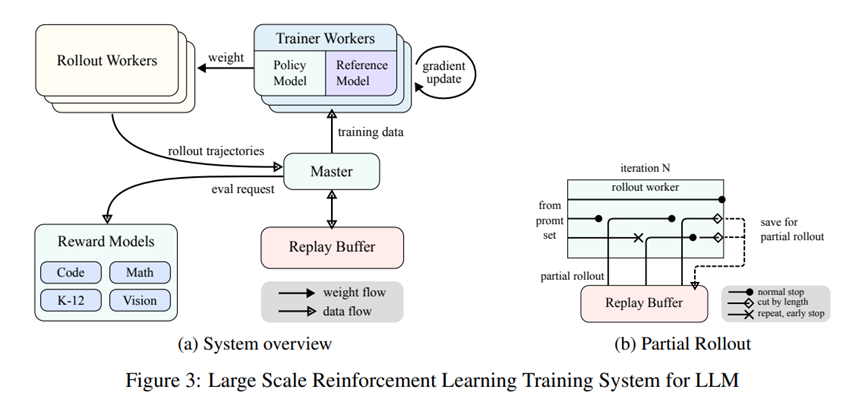 Rollout Workers
weight
Trainer Workers
Policy
Model
Reference
Model
gradient
update
rollout trajectories
training data
Master
eval request
Reward Models
Code
Math
K-12
Vision
Replay Buffer
weight flow
data flow
(a) System overview
iteration N
rollout worker
from
promt
set
save for
partial rollout
partial rollout
Replay Buffer
normal stop
cut by length
repeat, early stop
(b) Partial Rollout
Figure 3: Large Scale Reinforcement Learning Training System for LLM